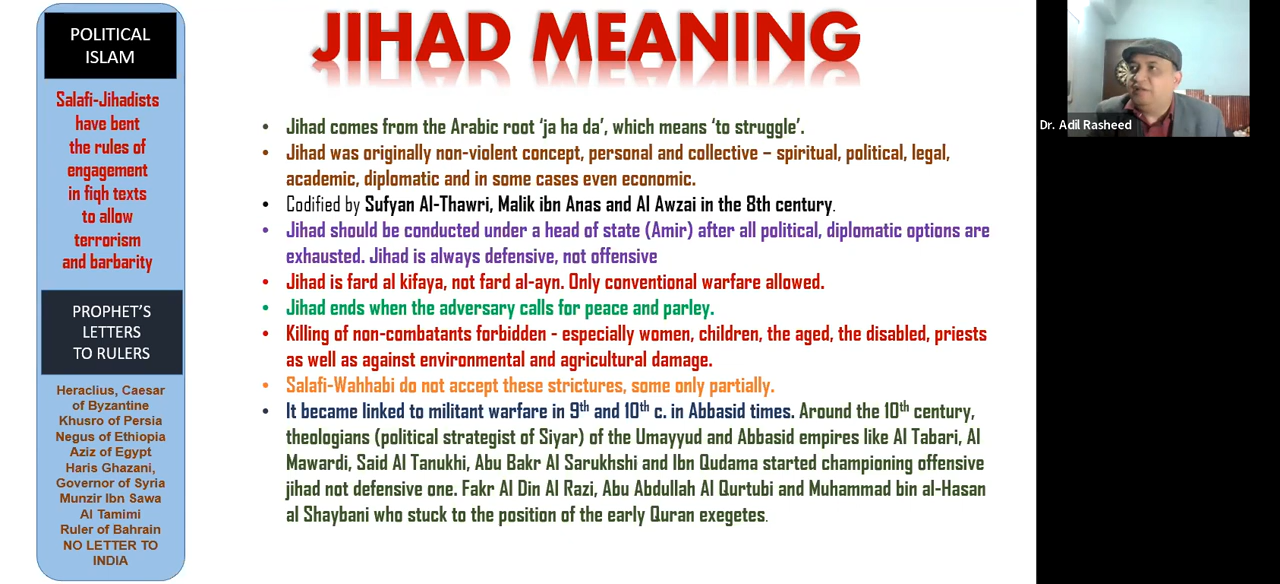 POLITICAL
ISLAM
Salafi-Jihadists
have bent
the rules of
engagement
in fiqh texts
to allow
terrorism
and barbarity
PROPHET'S
LETTERS
TO RULERS
Heraclius, Caesar
of Byzantine
Khusro of Persia
Negus of Ethiopia
Aziz of Egypt
Haris Ghazani,
Governor of Syria
Munzir Ibn Sawa
Al Tamimi
Ruler of Bahrain
NO LETTER TO
INDIA
JIHAD MEANING
• Jihad comes from the Arabic root 'ja ha da', which means 'to struggle'.
• Jihad was originally non-violent concept, personal and collective – spiritual, political, legal,
academic, diplomatic and in some cases even economic.
• Codified by Sufyan Al-Thawri, Malik ibn Anas and Al Awzai in the 8th century.
• Jihad should be conducted under a head of state (Amir) after all political, diplomatic options are
exhausted. Jihad is always defensive, not offensive
• Jihad is fard al kifaya, not fard al-ayn. Only conventional warfare allowed.
• Jihad ends when the adversary calls for peace and parley.
• Killing of non-combatants forbidden - especially women, children, the aged, the disabled, priests
as well as against environmental and agricultural damage.
• Salafi-Wahhabi do not accept these strictures, some only partially.
• It became linked to militant warfare in 9th and 10th c. in Abbasid times. Around the 10th century,
theologians (political strategist of Siyar) of the Umayyud and Abbasid empires like Al Tabari, Al
Mawardi, Said Al Tanukhi, Abu Bakr Al Sarukhshi and Ibn Qudama started championing offensive
jihad not defensive one. Fakr Al Din Al Razi, Abu Abdullah Al Qurtubi and Muhammad bin al-Hasan
al Shaybani who stuck to the position of the early Quran exegetes.
Dr. Adil Rasheed